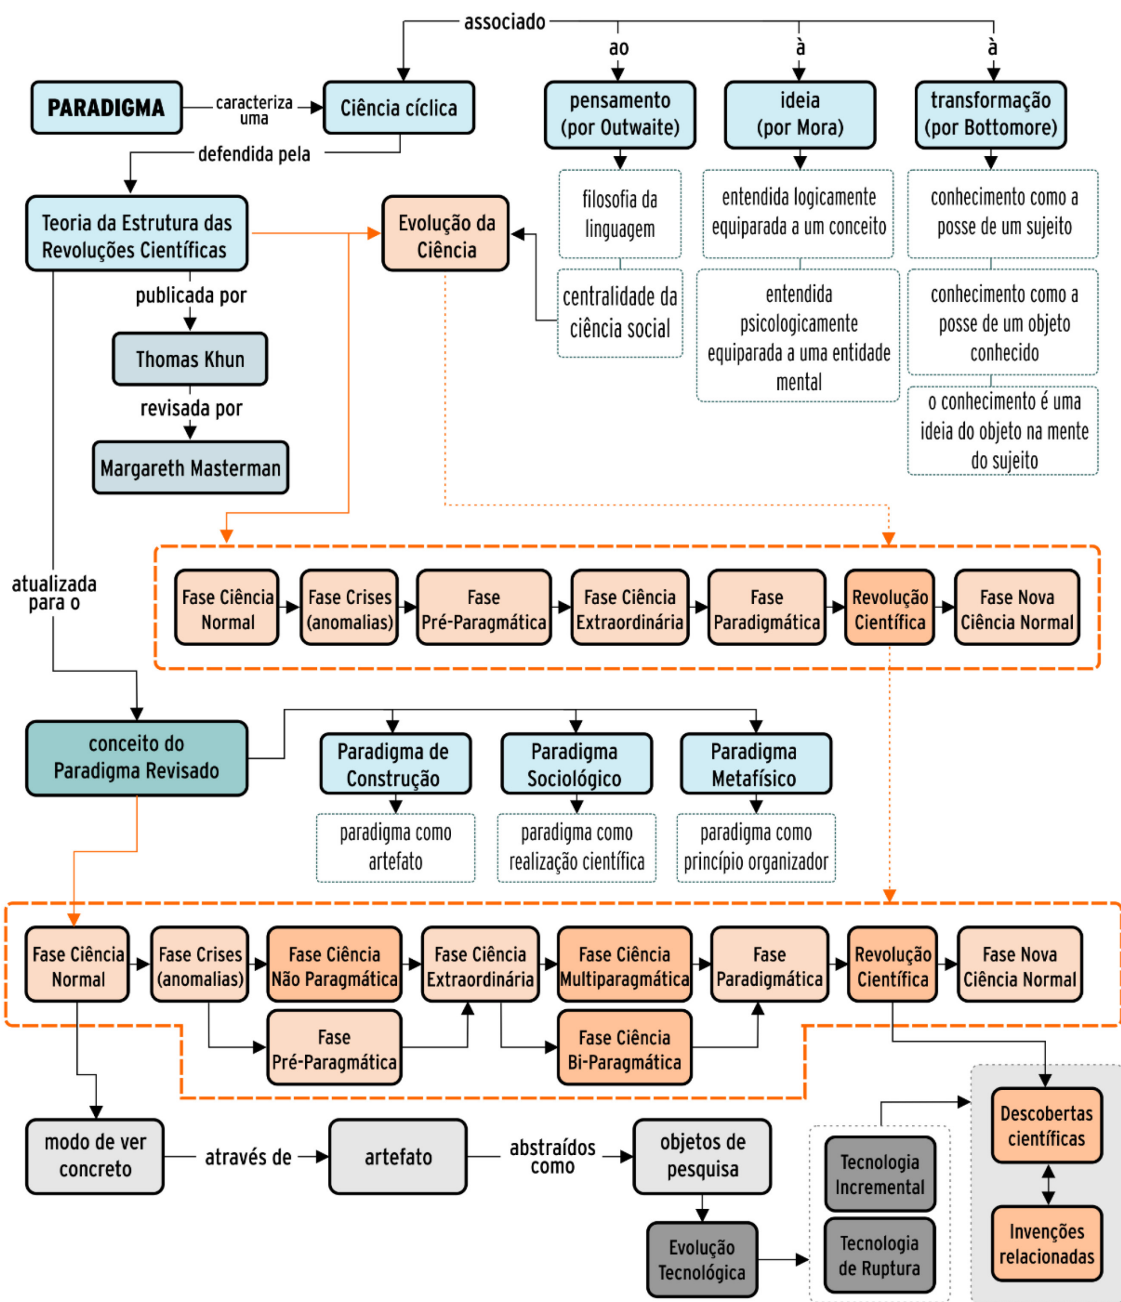 associado
ao
à
à
PARADIGMA
caracteriza
uma
Ciência cíclica
pensamento
(por Outwaite)
ideia
(por Mora)
transformação
(por Bottomore)
defendida pela
filosofia da
linguagem
entendida logicamente
equiparada a um conceito
conhecimento como a
posse de um sujeito
Teoria da Estrutura das
Revoluções Científicas
Evolução da
Ciência
centralidade da
ciência social
entendida
psicologicamente
equiparada a uma entidade
mental
conhecimento como a
posse de um objeto
conhecido
publicada por
Thomas Khun
revisada por
Margareth Masterman
o conhecimento é uma
ideia do objeto na mente
do sujeito
atualizada
para o
Fase Ciência
Normal
Fase Crises
(anomalias)
Fase
Pré-Paragmática
Fase Ciência
Extraordinária
Fase
Paradigmática
Revolução
Científica
Fase Nova
Ciência Normal
conceito do
Paradigma Revisado
Paradigma de
Construção
Paradigma
Sociológico
Paradigma
Metafísico
paradigma como
artefato
paradigma como
realização científica
paradigma como
princípio organizador
Fase Ciência
Normal
Fase Crises
(anomalias)
Fase Ciência
Não Paragmática
Fase Ciência
Extraordinária
Fase Ciência
Multiparagmática
Fase
Paradigmática
Revolução
Científica
Fase Nova
Ciência Normal
Fase
Pré-Paragmática
Fase Ciência
Bi-Paragmática
modo de ver
concreto
através de
artefato
abstraídos
como
objetos de
pesquisa
Tecnologia
Incremental
Descobertas
científicas
Evolução
Tecnológica
Tecnologia
de Ruptura
Invenções
relacionadas